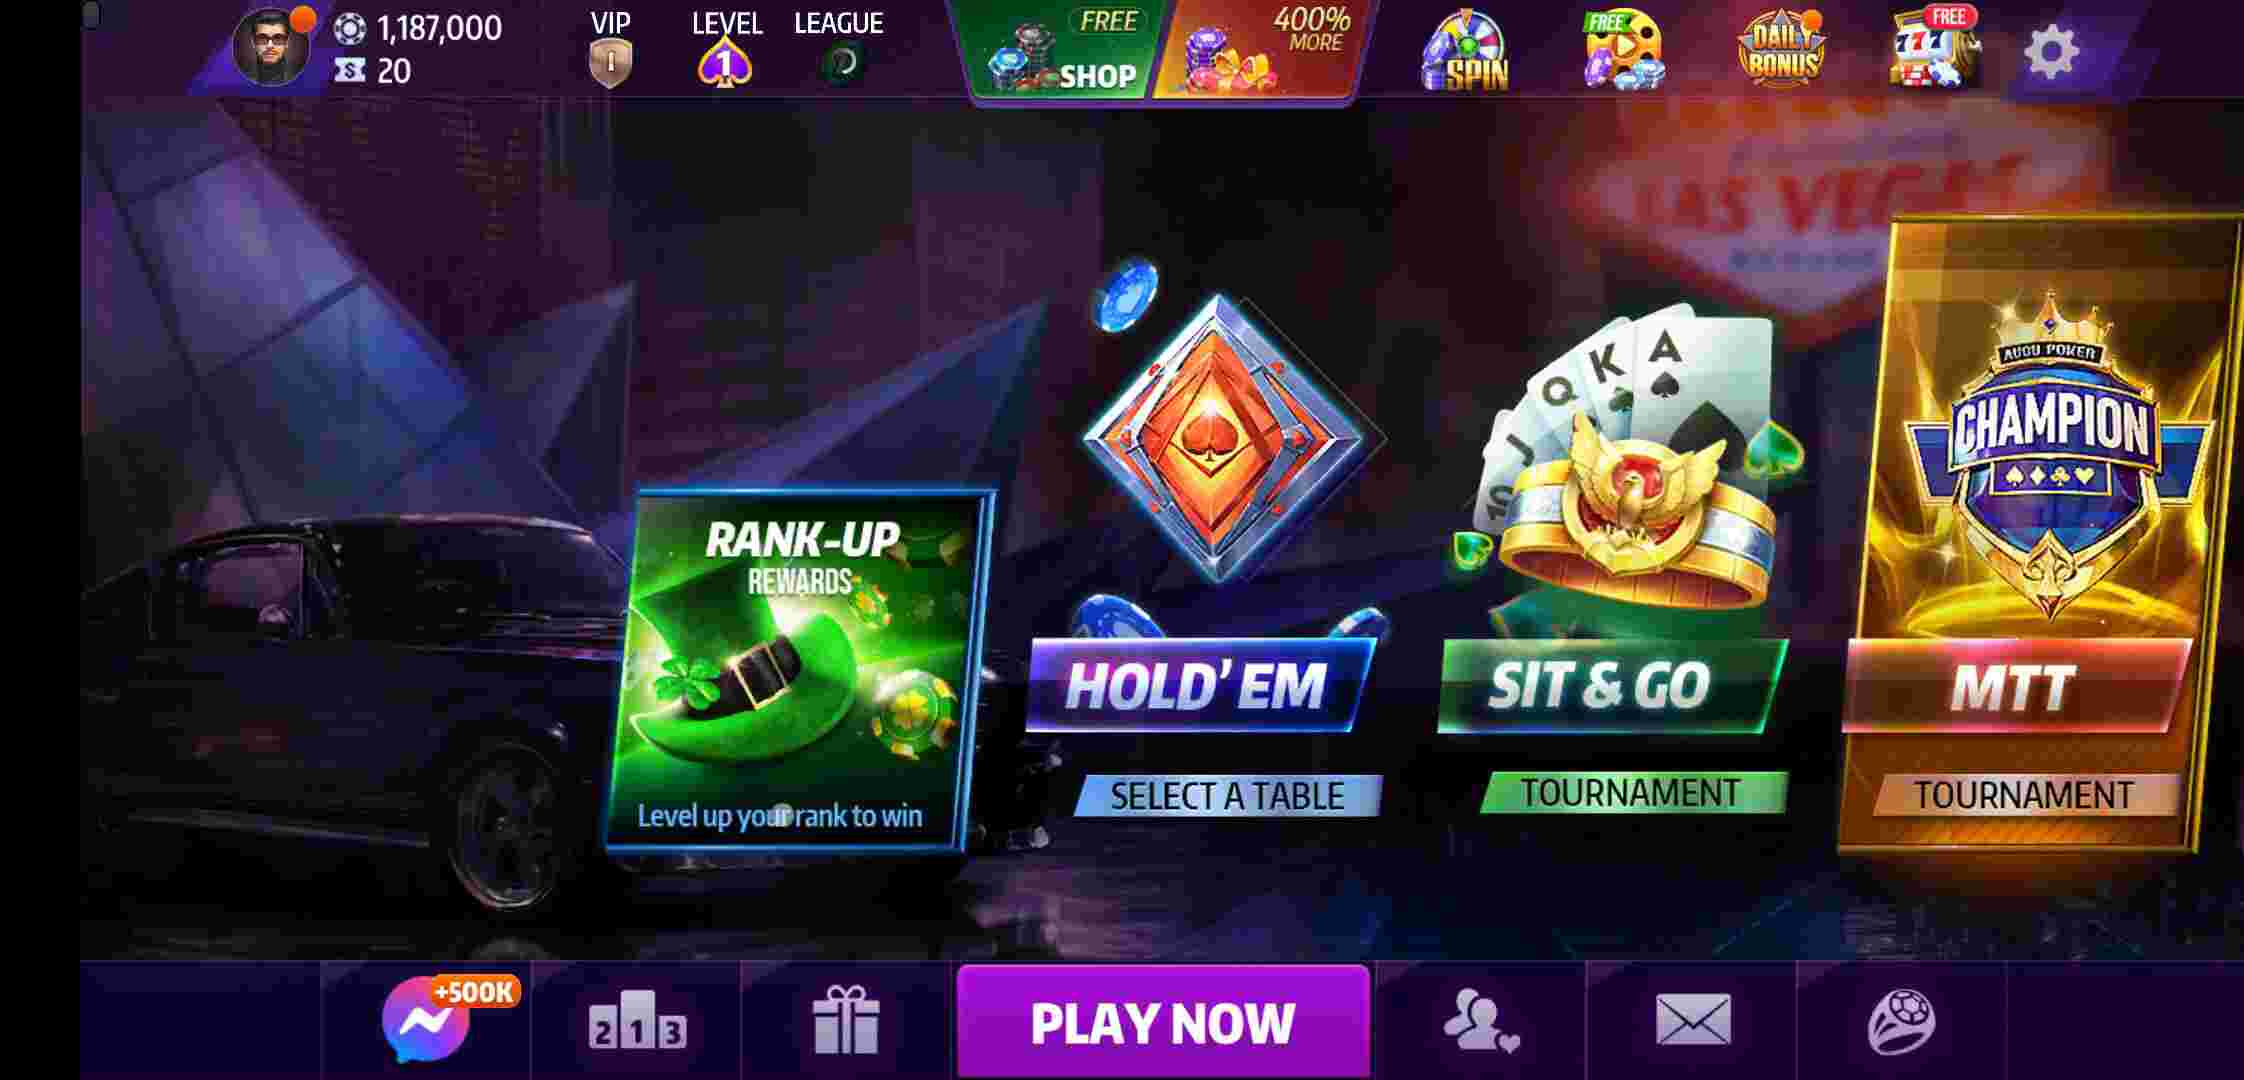 1,187,000
20
VIP
LEVEL
1
LEAGUE
FREE
SHOP
400%
MORE
SPIN
FREE
DAILY
BONUS
FREE
777
LAS VEGAS
RANK-UP
REWARDS
Level up your rank to win
HOLD'EM
SELECT A TABLE
10 J Q K A
SIT & GO
TOURNAMENT
CHAMPION
MTT
TOURNAMENT
+500K
2 1 3
PLAY NOW